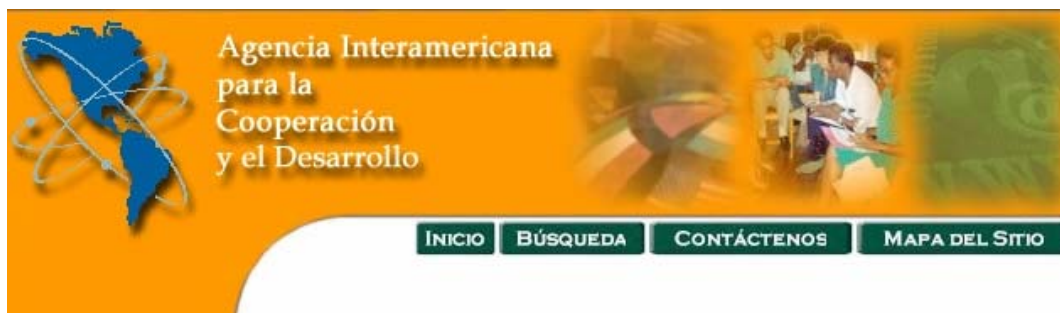 Agencia Interamericana
para la
Cooperación
y el Desarrollo
INICIO
BÚSQUEDA
CONTÁCTENOS
MAPA DEL SITIO